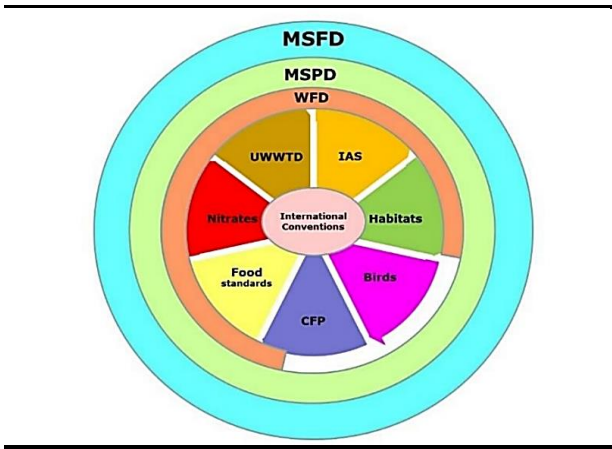 MSFD
MSPD
WFD
UWWTD
IAS
Nitrates
International
Conventions
Habitats
Food
standards
Birds
CFP